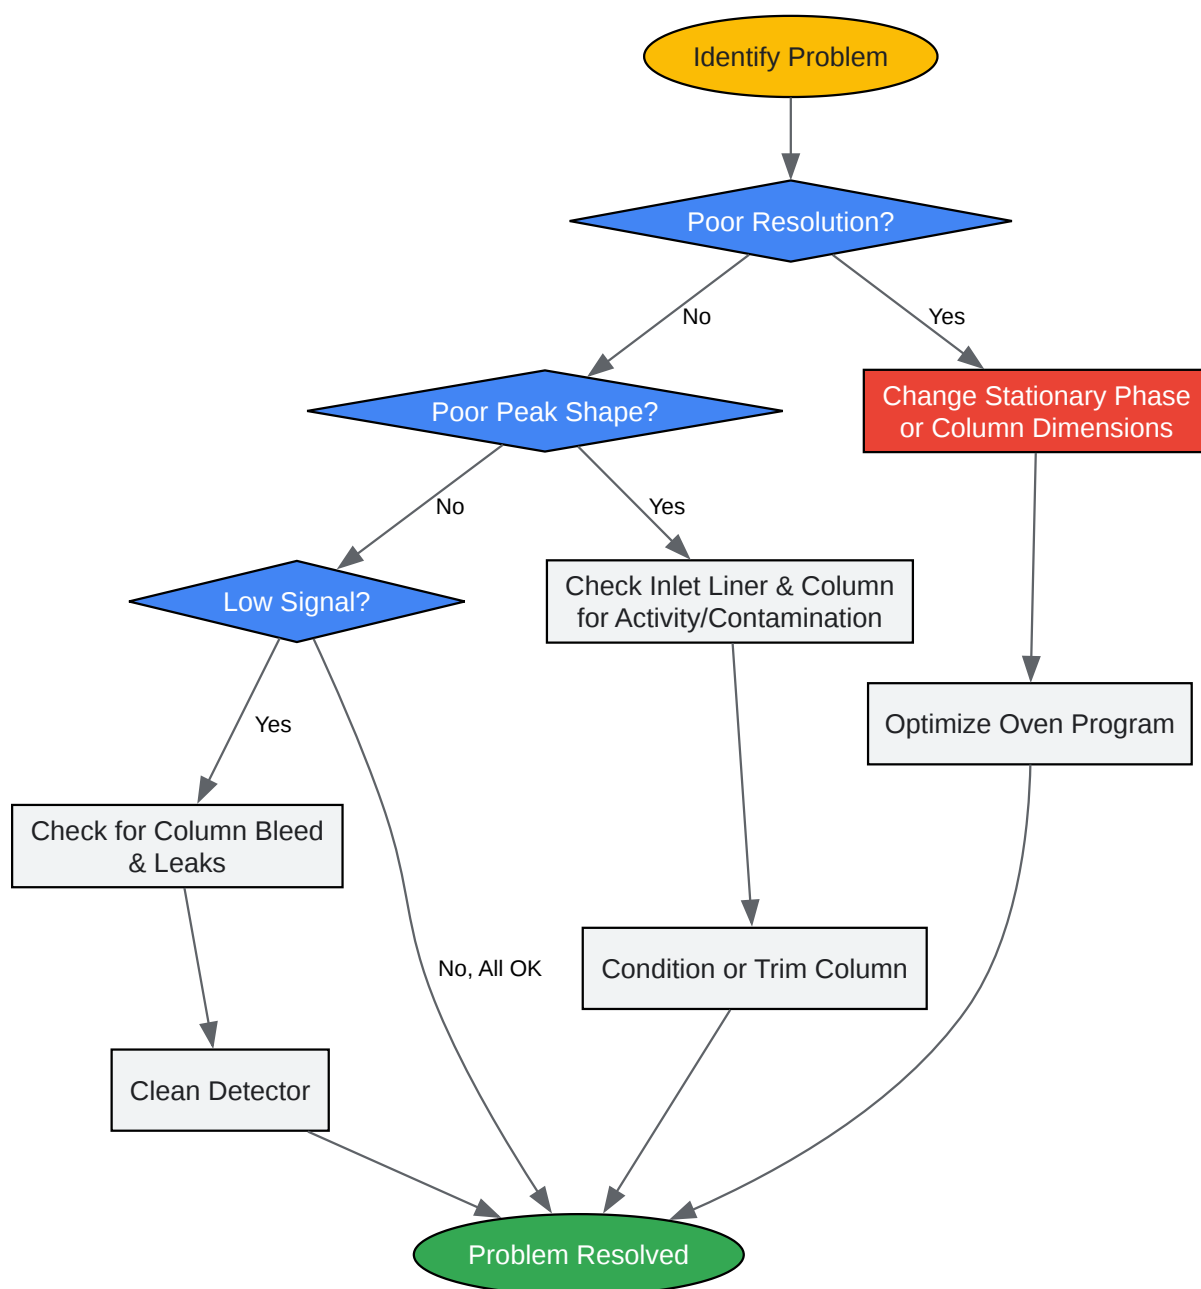 Identify Problem
Poor Resolution?
No
Yes
Poor Peak Shape?
Change Stationary Phase
or Column Dimensions
No
Yes
Low Signal?
Check Inlet Liner & Column
for Activity/Contamination
Optimize Oven Program
Yes
Check for Column Bleed
& Leaks
No, All OK
Condition or Trim Column
Clean Detector
Problem Resolved